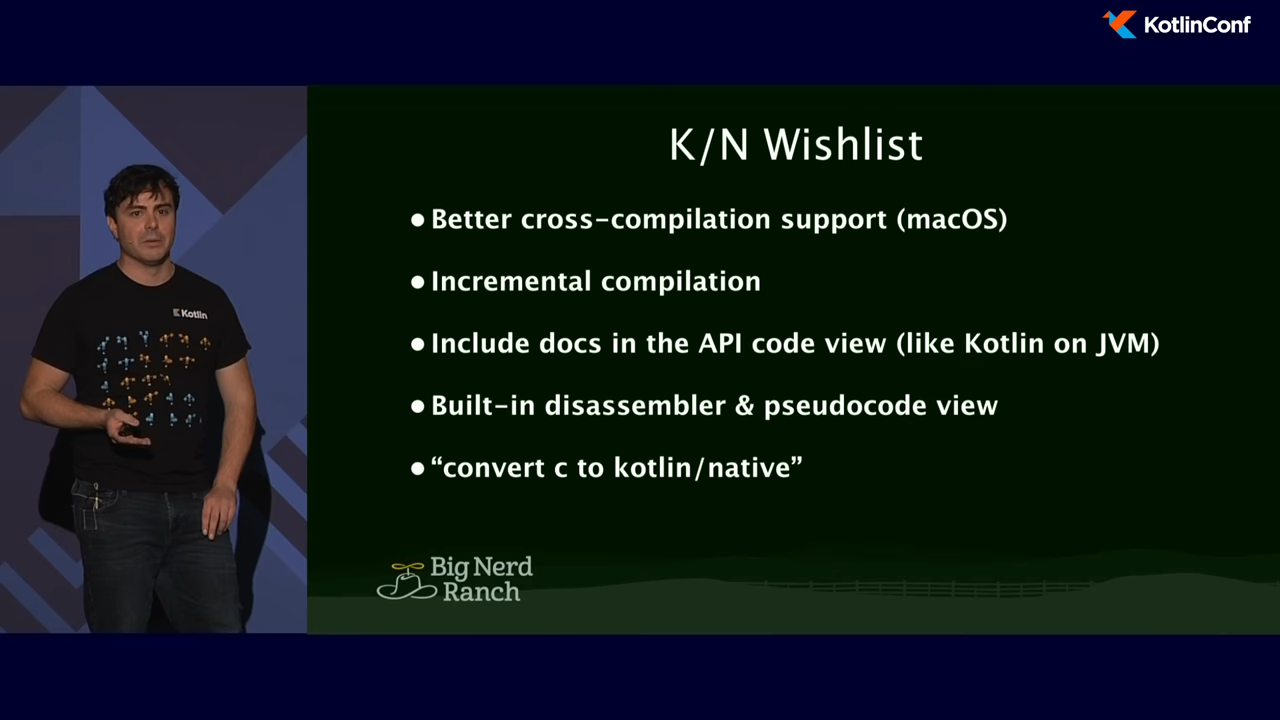 KotlinConf
K/N Wishlist
●Better cross-compilation support (macOS)
●Incremental compilation
●Include docs in the API code view (like Kotlin on JVM)
●Built-in disassembler & pseudocode view
●“convert c to kotlin/native”
Kotlin
Big Nerd
Ranch